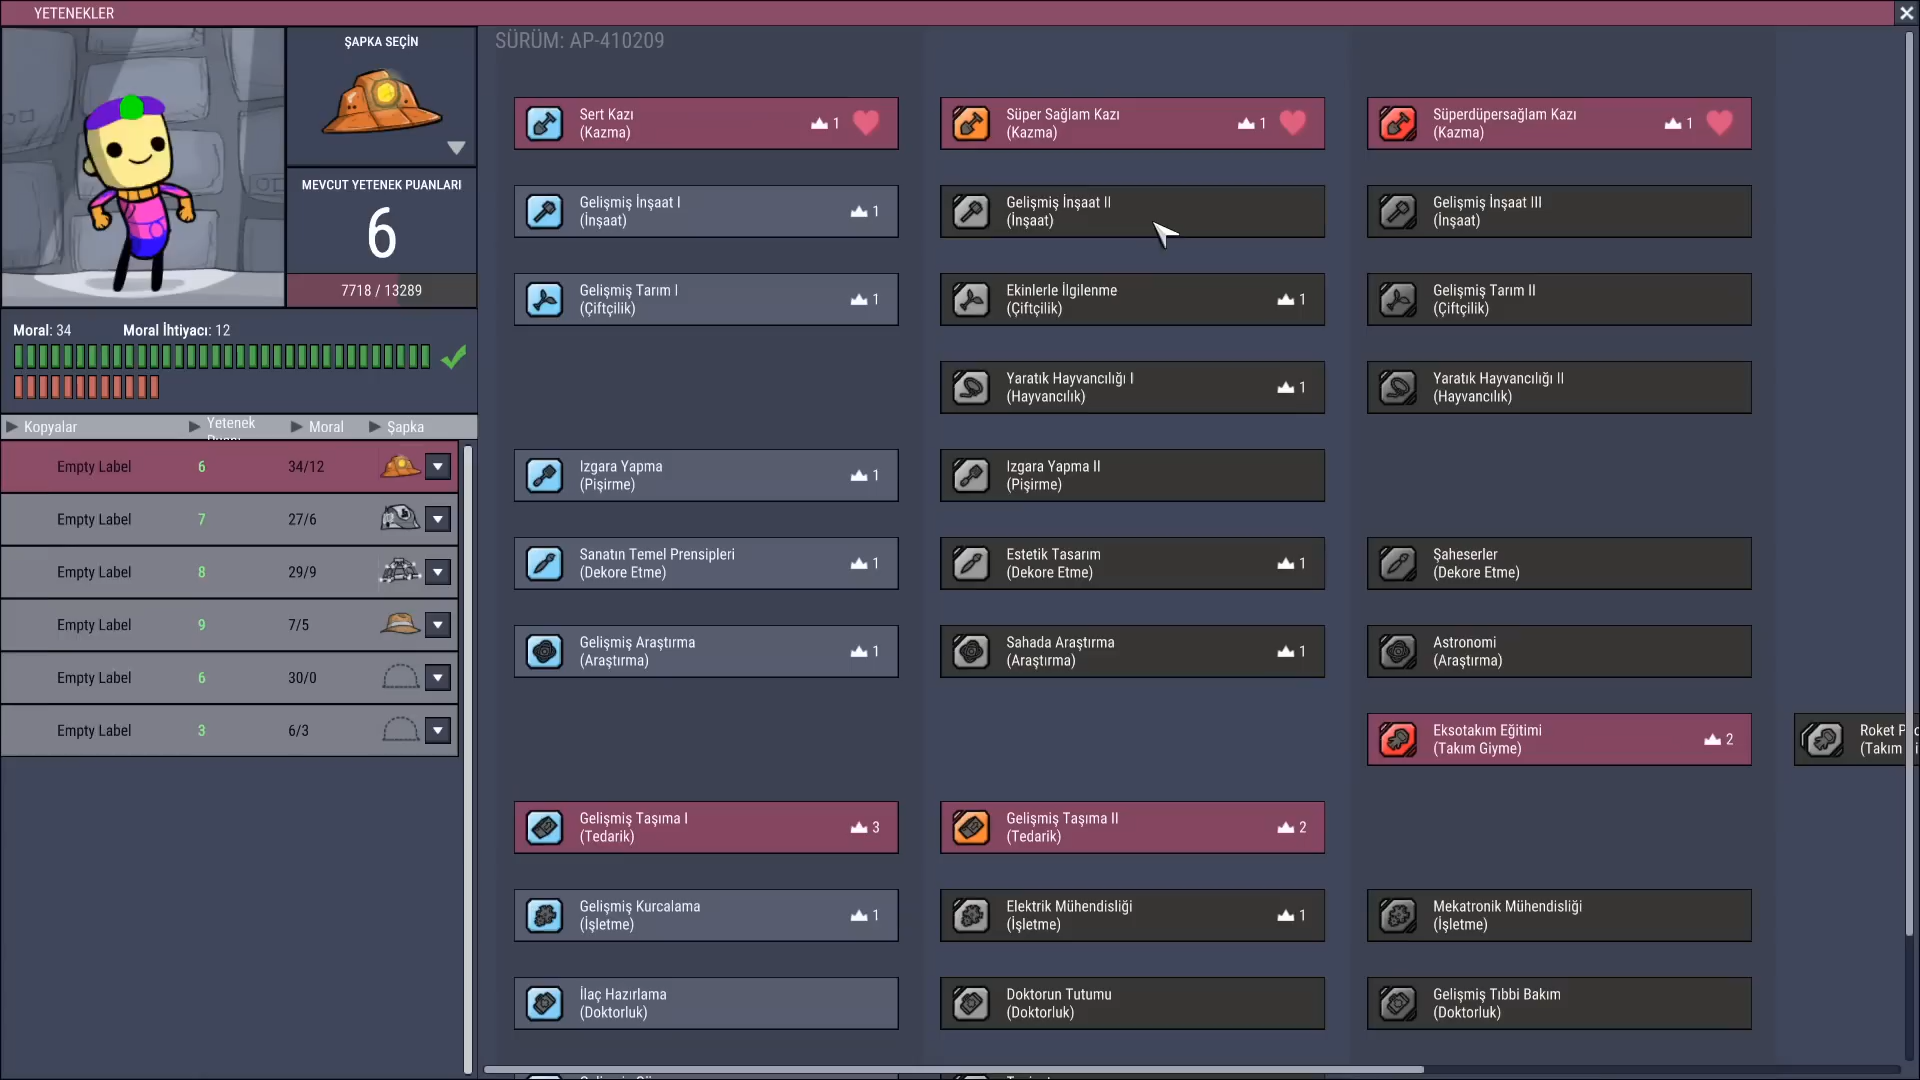 YETENEKLER
ŞAPKA SEÇİN
MEVCUT YETENEK PUANLARI
6
7718 / 13289
Moral: 34 Moral İhtiyacı: 12
Kopyalar Yetenek Moral Şapka
Empty Label 6 34/12
Empty Label 7 27/6
Empty Label 8 29/9
Empty Label 9 7/5
Empty Label 6 30/0
Empty Label 3 6/3
SÜRÜM: AP-410209
Sert Kazı
(Kazma)
1
Süper Sağlam Kazı
(Kazma)
1
Süperdüpersağlam Kazı
(Kazma)
1
Gelişmiş İnşaat I
(İnşaat)
1
Gelişmiş İnşaat II
(İnşaat)
Gelişmiş İnşaat III
(İnşaat)
Gelişmiş Tarım I
(Çiftçilik)
1
Ekinlerle İlgilenme
(Çiftçilik)
1
Gelişmiş Tarım II
(Çiftçilik)
Yaratık Hayvancılığı I
(Hayvancılık)
1
Yaratık Hayvancılığı II
(Hayvancılık)
Izgara Yapma
(Pişirme)
1
Izgara Yapma II
(Pişirme)
Sanatın Temel Prensipleri
(Dekore Etme)
1
Estetik Tasarım
(Dekore Etme)
1
Şaheserler
(Dekore Etme)
Gelişmiş Araştırma
(Araştırma)
1
Sahada Araştırma
(Araştırma)
1
Astronomi
(Araştırma)
Eksotakım Eğitimi
(Takım Giyme)
2
Roket
(Takım
Gelişmiş Taşıma I
(Tedarik)
3
Gelişmiş Taşıma II
(Tedarik)
2
Gelişmiş Kurcalama
(İşletme)
1
Elektrik Mühendisliği
(İşletme)
1
Mekatronik Mühendisliği
(İşletme)
İlaç Hazırlama
(Doktorluk)
Doktorun Tutumu
(Doktorluk)
Gelişmiş Tıbbi Bakım
(Doktorluk)